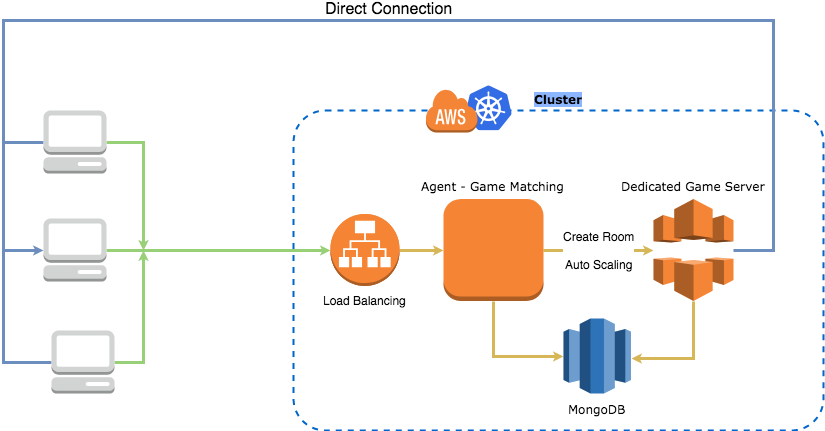 Direct Connection
Cluster
AWS
Agent - Game Matching
Dedicated Game Server
Create Room
Auto Scaling
Load Balancing
MongoDB